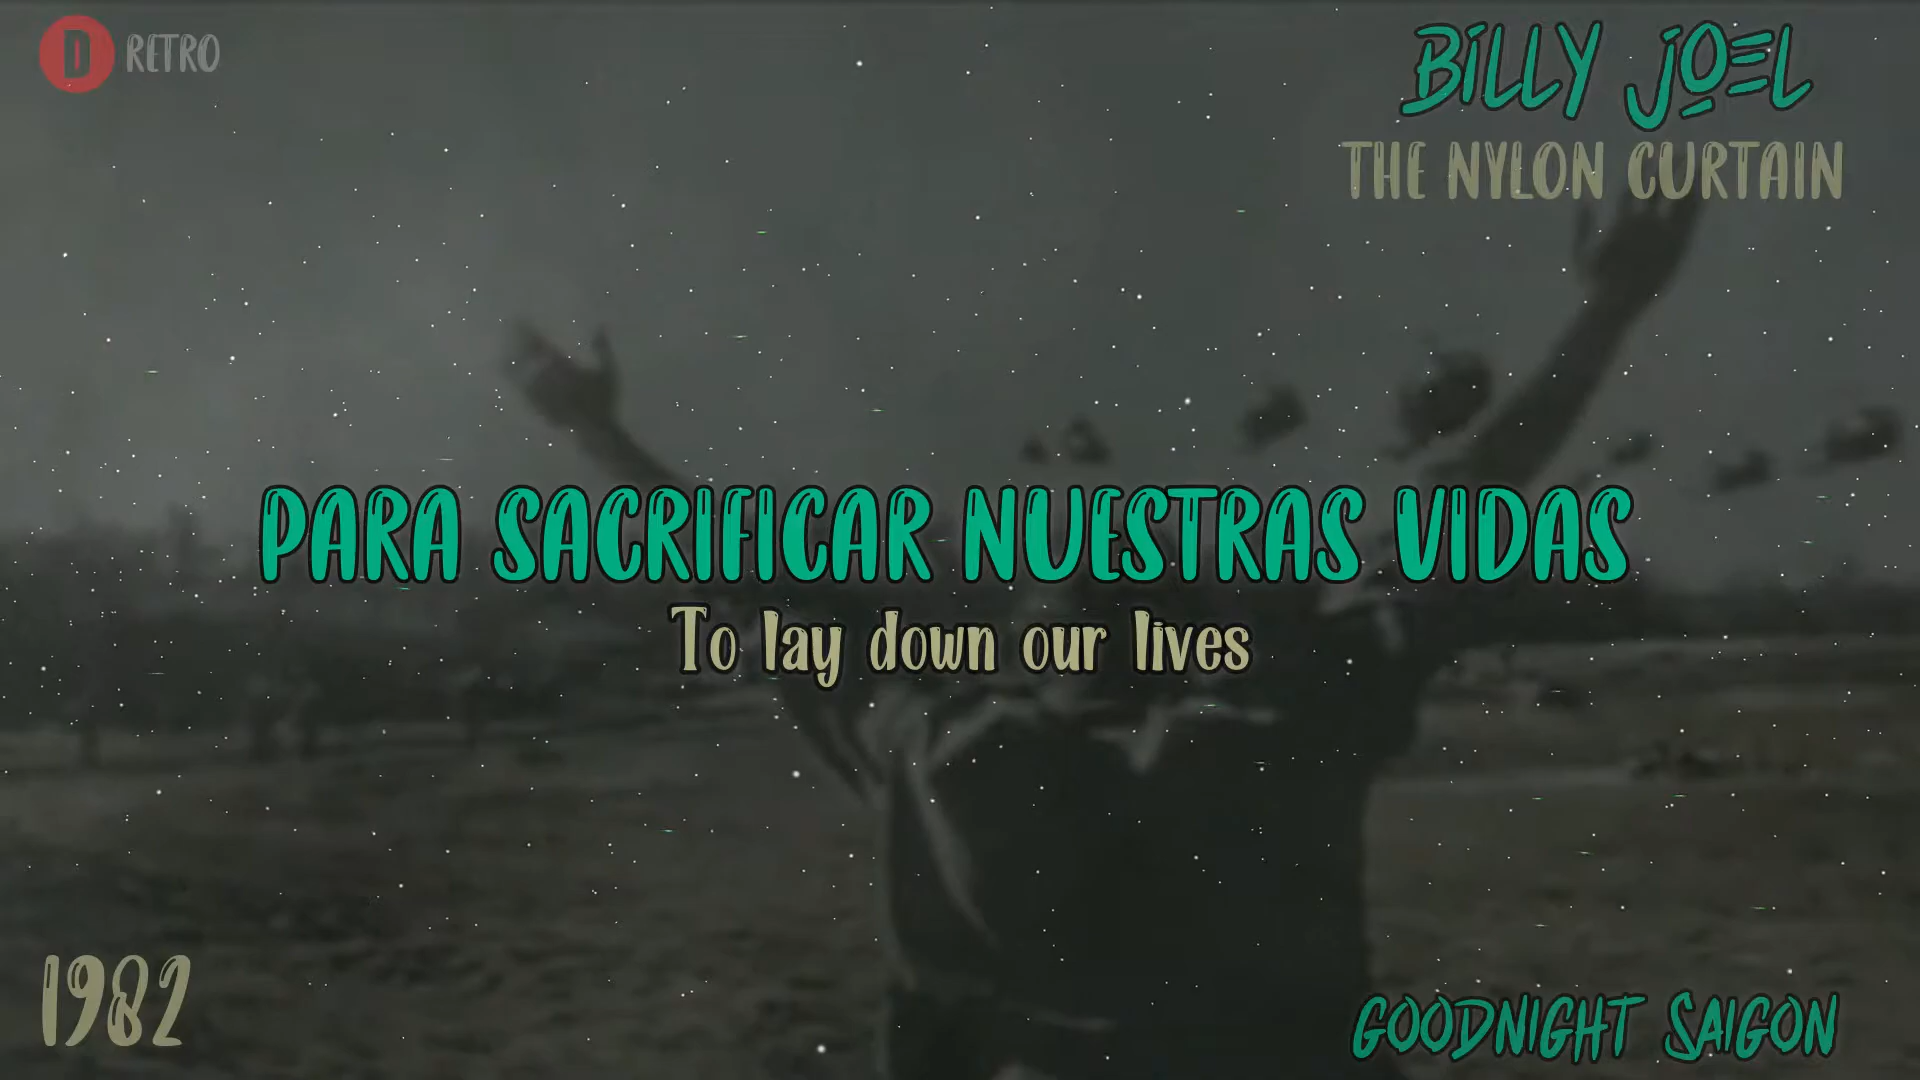 D RETRO
BILLY JOEL
THE NYLON CURTAIN
PARA SACRIFICAR NUESTRAS VIDAS
To lay down our lives
1982
GOODNIGHT SAIGON